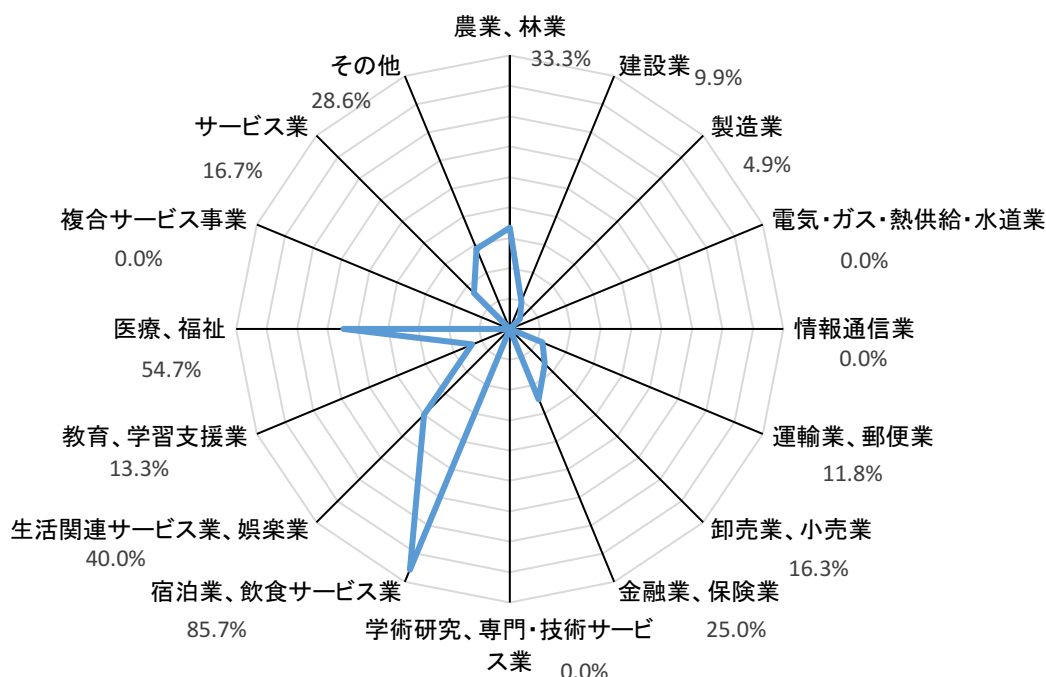 農業、林業
33.3%
建設業
9.9%
製造業
4.9%
電気・ガス・熱供給・水道業
0.0%
情報通信業
0.0%
運輸業、郵便業
11.8%
卸売業、小売業
16.3%
金融業、保険業
25.0%
学術研究、専門・技術サービ
ス業
0.0%
宿泊業、飲食サービス業
85.7%
生活関連サービス業、娯楽業
40.0%
教育、学習支援業
13.3%
医療、福祉
54.7%
複合サービス事業
0.0%
サービス業
16.7%
その他
28.6%